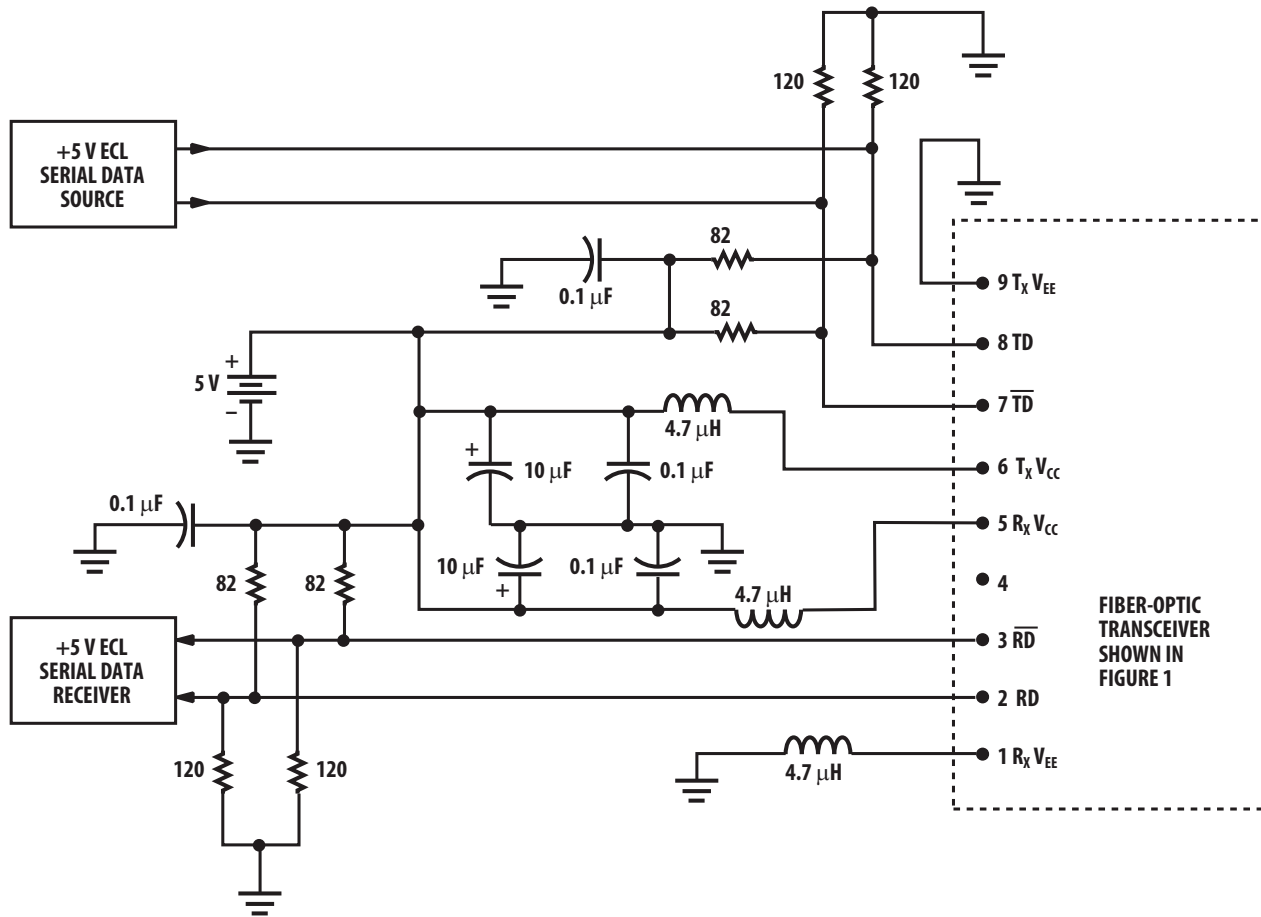 120
120
+5 V ECL
SERIAL DATA
SOURCE
82
0.1 μF
82
9 TX VEE
8 TD
+
5 V
–
7 T̅D̅
4.7 μH
+
10 μF
0.1 μF
6 TX VCC
0.1 μF
5 RX VCC
10 μF
+
0.1 μF
82
82
4.7 μH
4
+5 V ECL
SERIAL DATA
RECEIVER
3 R̅D̅
2 RD
FIBER-OPTIC
TRANSCEIVER
SHOWN IN
FIGURE 1
120
120
4.7 μH
1 RX VEE